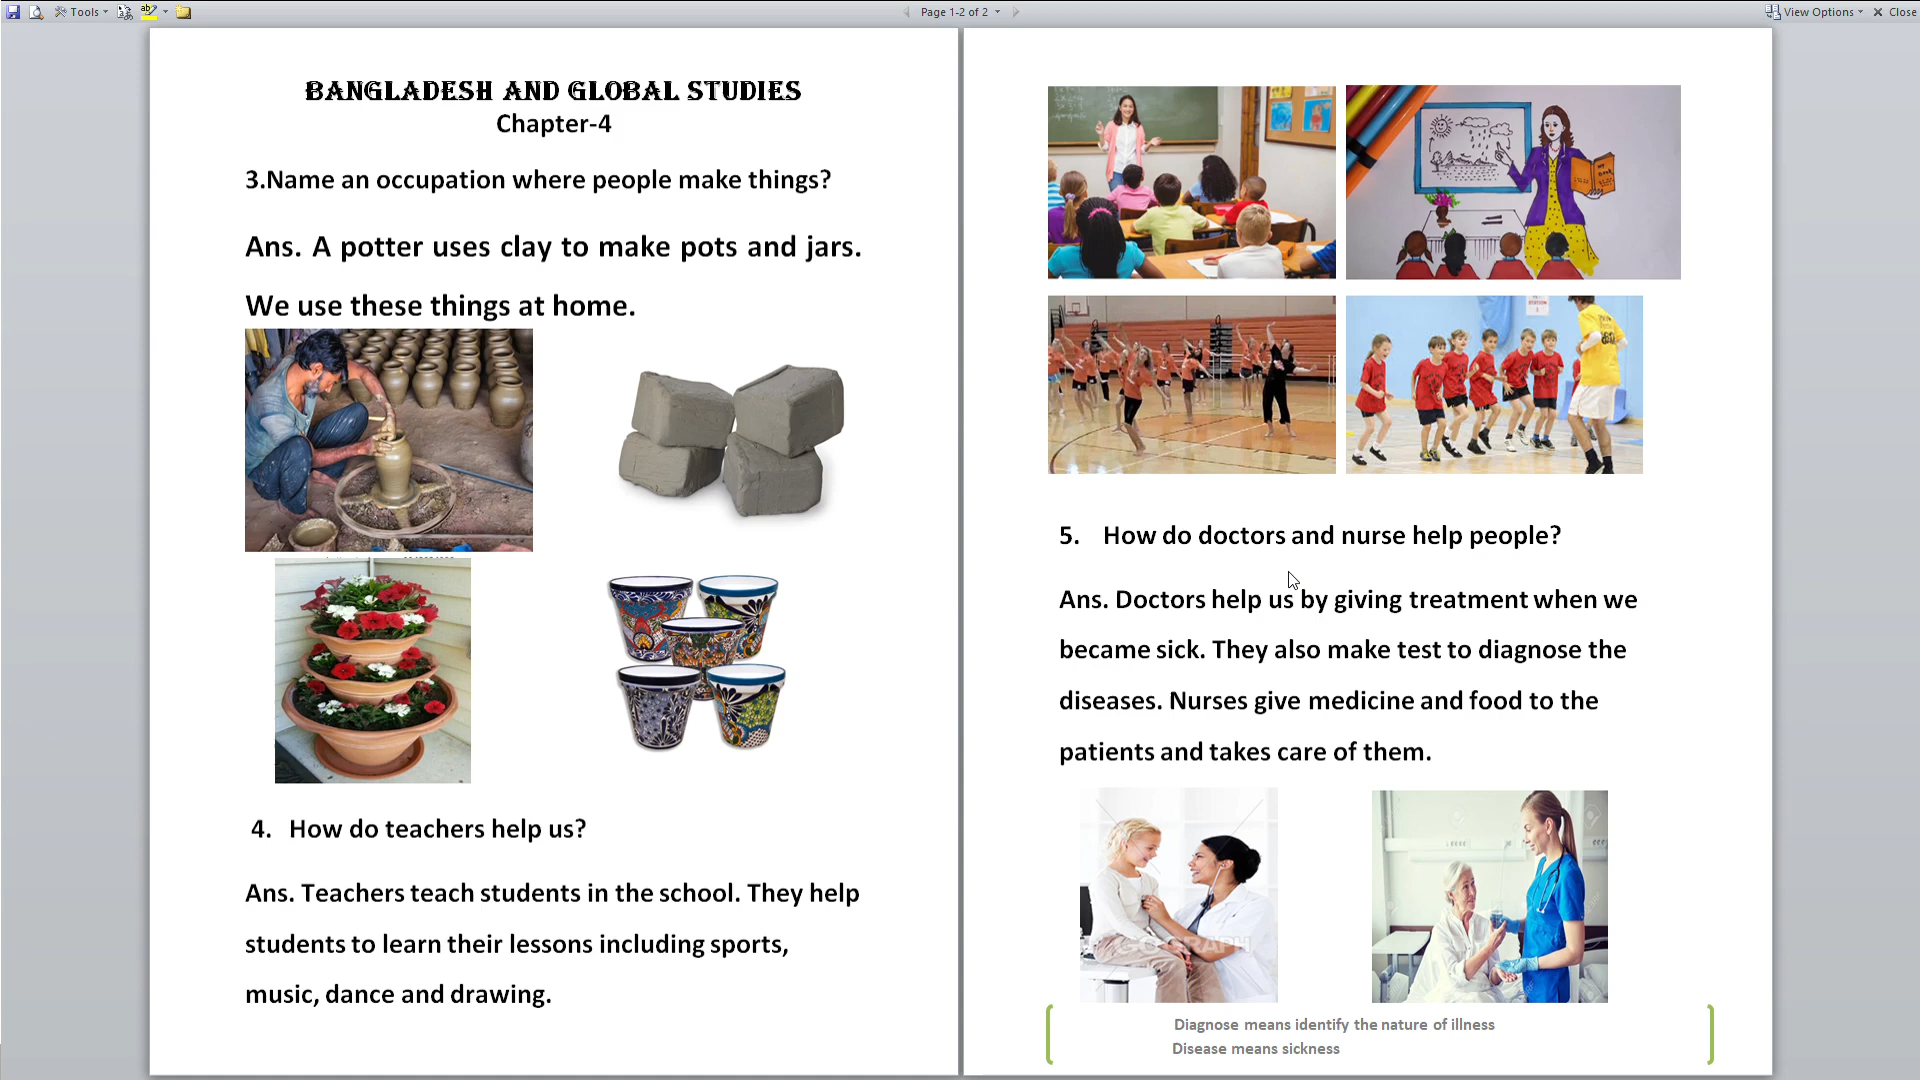 Tools
Page 1-2 of 2
View Options
Close
BANGLADESH AND GLOBAL STUDIES
Chapter-4
3.Name an occupation where people make things?
Ans. A potter uses clay to make pots and jars.
We use these things at home.
4. How do teachers help us?
Ans. Teachers teach students in the school. They help
students to learn their lessons including sports,
music, dance and drawing.
5. How do doctors and nurse help people?
Ans. Doctors help us by giving treatment when we
became sick. They also make test to diagnose the
diseases. Nurses give medicine and food to the
patients and takes care of them.
Diagnose means identify the nature of illness
Disease means sickness